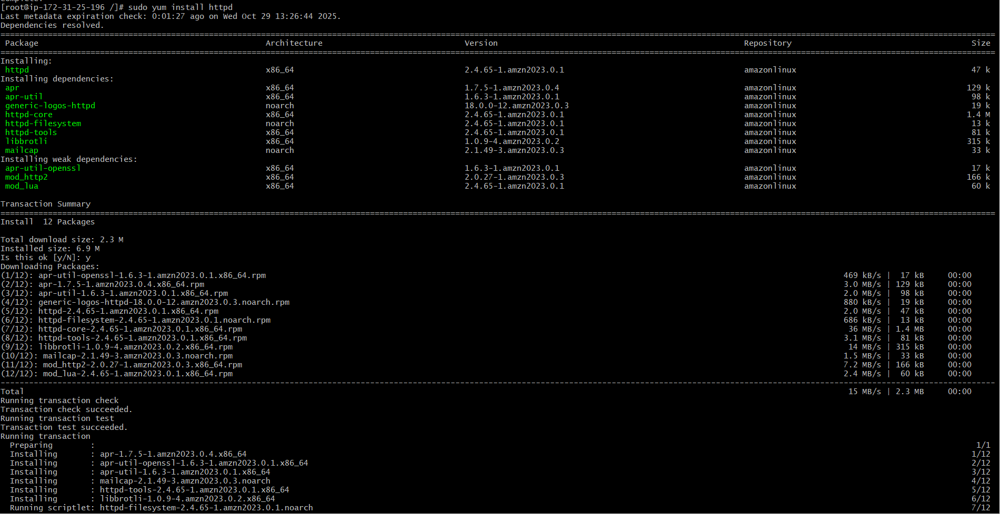 [root@ip-172-31-25-196 /]# sudo yum install httpd
Last metadata expiration check: 0:01:27 ago on Wed Oct 29 13:26:44 2025.
Dependencies resolved.
================================================================================
Package Architecture Version Repository Size
================================================================================
Installing:
httpd x86_64 2.4.65-1.amzn2023.0.1 amazonlinux 47 k
Installing dependencies:
apr x86_64 1.7.5-1.amzn2023.0.4 amazonlinux 129 k
apr-util x86_64 1.6.3-1.amzn2023.0.1 amazonlinux 98 k
generic-logos-httpd noarch 18.0.0-12.amzn2023.0.3 amazonlinux 19 k
httpd-core x86_64 2.4.65-1.amzn2023.0.1 amazonlinux 1.4 M
httpd-filesystem noarch 2.4.65-1.amzn2023.0.1 amazonlinux 13 k
httpd-tools x86_64 2.4.65-1.amzn2023.0.1 amazonlinux 81 k
libbrotli x86_64 1.0.9-4.amzn2023.0.2 amazonlinux 315 k
mailcap noarch 2.1.49-3.amzn2023.0.3 amazonlinux 33 k
Installing weak dependencies:
apr-util-openssl x86_64 1.6.3-1.amzn2023.0.1 amazonlinux 17 k
mod_http2 x86_64 2.0.27-1.amzn2023.0.3 amazonlinux 166 k
mod_lua x86_64 2.4.65-1.amzn2023.0.1 amazonlinux 60 k
Transaction Summary
================================================================================
Install 12 Packages
Total download size: 2.3 M
Installed size: 6.9 M
Is this ok [y/N]: y
Downloading Packages:
(1/12): apr-util-openssl-1.6.3-1.amzn2023.0.1.x86_64.rpm 469 kB/s | 17 kB 00:00
(2/12): apr-1.7.5-1.amzn2023.0.4.x86_64.rpm 3.0 MB/s | 129 kB 00:00
(3/12): apr-util-1.6.3-1.amzn2023.0.1.x86_64.rpm 2.0 MB/s | 98 kB 00:00
(4/12): generic-logos-httpd-18.0.0-12.amzn2023.0.3.noarch.rpm 880 kB/s | 19 kB 00:00
(5/12): httpd-2.4.65-1.amzn2023.0.1.x86_64.rpm 2.0 MB/s | 47 kB 00:00
(6/12): httpd-filesystem-2.4.65-1.amzn2023.0.1.noarch.rpm 686 kB/s | 13 kB 00:00
(7/12): httpd-core-2.4.65-1.amzn2023.0.1.x86_64.rpm 36 MB/s | 1.4 MB 00:00
(8/12): httpd-tools-2.4.65-1.amzn2023.0.1.x86_64.rpm 3.1 MB/s | 81 kB 00:00
(9/12): libbrotli-1.0.9-4.amzn2023.0.2.x86_64.rpm 14 MB/s | 315 kB 00:00
(10/12): mailcap-2.1.49-3.amzn2023.0.3.noarch.rpm 1.5 MB/s | 33 kB 00:00
(11/12): mod_http2-2.0.27-1.amzn2023.0.3.x86_64.rpm 7.2 MB/s | 166 kB 00:00
(12/12): mod_lua-2.4.65-1.amzn2023.0.1.x86_64.rpm 2.4 MB/s | 60 kB 00:00
--------------------------------------------------------------------------------
Total 15 MB/s | 2.3 MB 00:00
Running transaction check
Transaction check succeeded.
Running transaction test
Transaction test succeeded.
Running transaction
Preparing : 1/1
Installing : apr-1.7.5-1.amzn2023.0.4.x86_64 1/12
Installing : apr-util-openssl-1.6.3-1.amzn2023.0.1.x86_64 2/12
Installing : apr-util-1.6.3-1.amzn2023.0.1.x86_64 3/12
Installing : mailcap-2.1.49-3.amzn2023.0.3.noarch 4/12
Installing : httpd-tools-2.4.65-1.amzn2023.0.1.x86_64 5/12
Installing : libbrotli-1.0.9-4.amzn2023.0.2.x86_64 6/12
Running scriptlet: httpd-filesystem-2.4.65-1.amzn2023.0.1.noarch 7/12